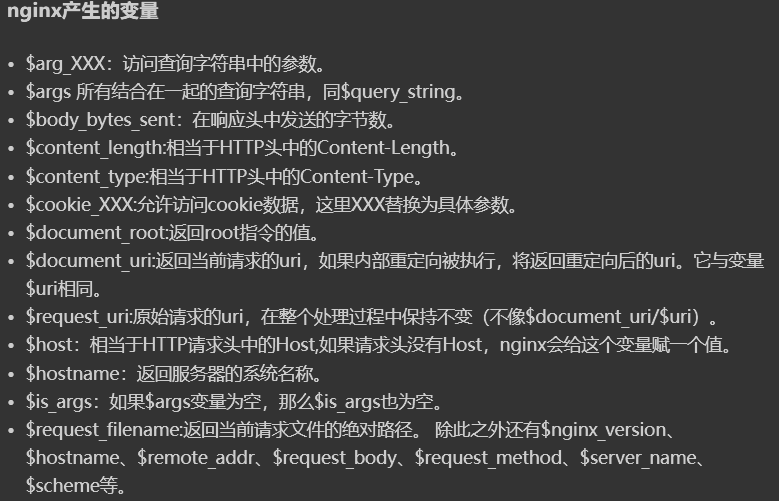 nginx产生的变量
• $arg_XXX：访问查询字符串中的参数。
• $args 所有结合在一起的查询字符串，同$query_string。
• $body_bytes_sent：在响应头中发送的字节数。
• $content_length:相当于HTTP头中的Content-Length。
• $content_type:相当于HTTP头中的Content-Type。
• $cookie_XXX:允许访问cookie数据，这里XXX替换为具体参数。
• $document_root:返回root指令的值。
• $document_uri:返回当前请求的uri，如果内部重定向被执行，将返回重定向后的uri。它与变量
$uri相同。
• $request_uri:原始请求的uri，在整个处理过程中保持不变（不像$document_uri/$uri）。
• $host：相当于HTTP请求头中的Host,如果请求头没有Host，nginx会给这个变量赋一个值。
• $hostname：返回服务器的系统名称。
• $is_args：如果$args变量为空，那么$is_args也为空。
• $request_filename:返回当前请求文件的绝对路径。 除此之外还有$nginx_version、
$hostname、$remote_addr、$request_body、$request_method、$server_name、
$scheme等。